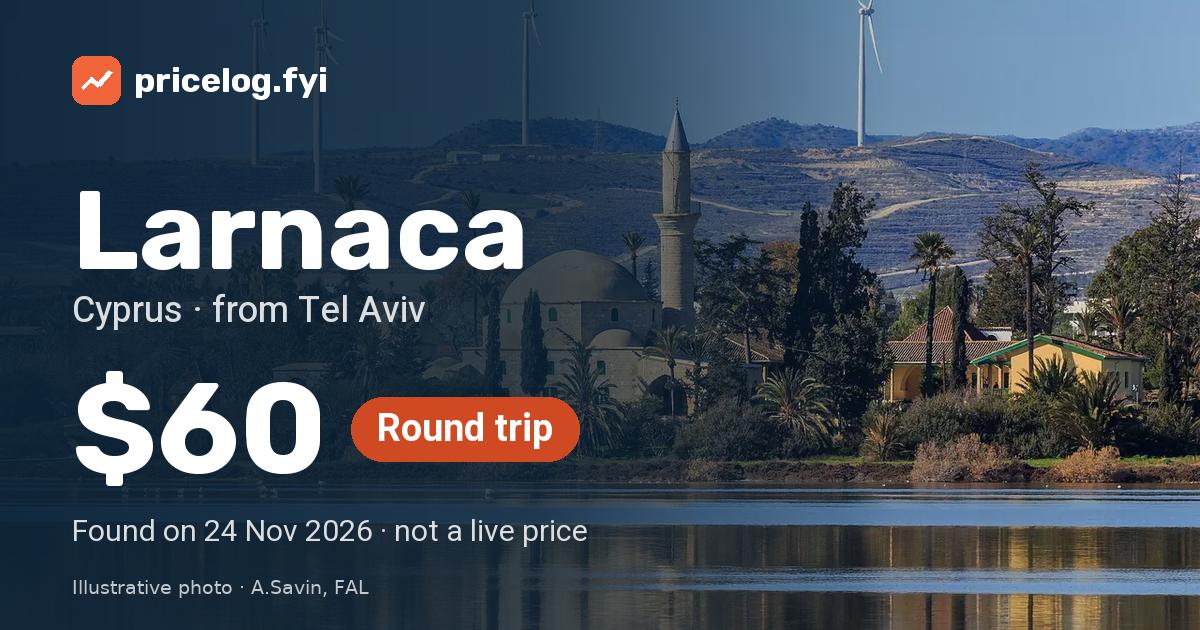 pricelog.fyi
Larnaca
Cyprus · from Tel Aviv
$60 Round trip
Found on 24 Nov 2026 · not a live price
Illustrative photo · A.Savin, FAL